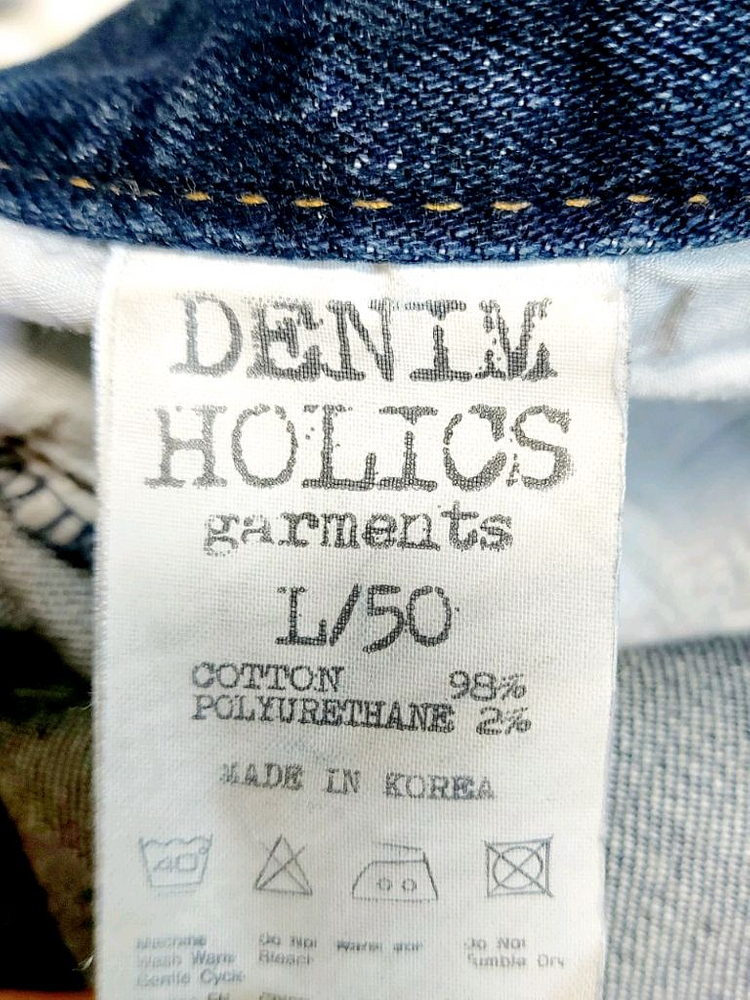 DENIM
HOLICS
garments
L/50
COTTON 98%
POLYURETHANE 2%
MADE IN KOREA
40°
Machine Do Not Warm Iron Do Not
Wash Warm Bleach Tumble Dry
Gentle Cycle